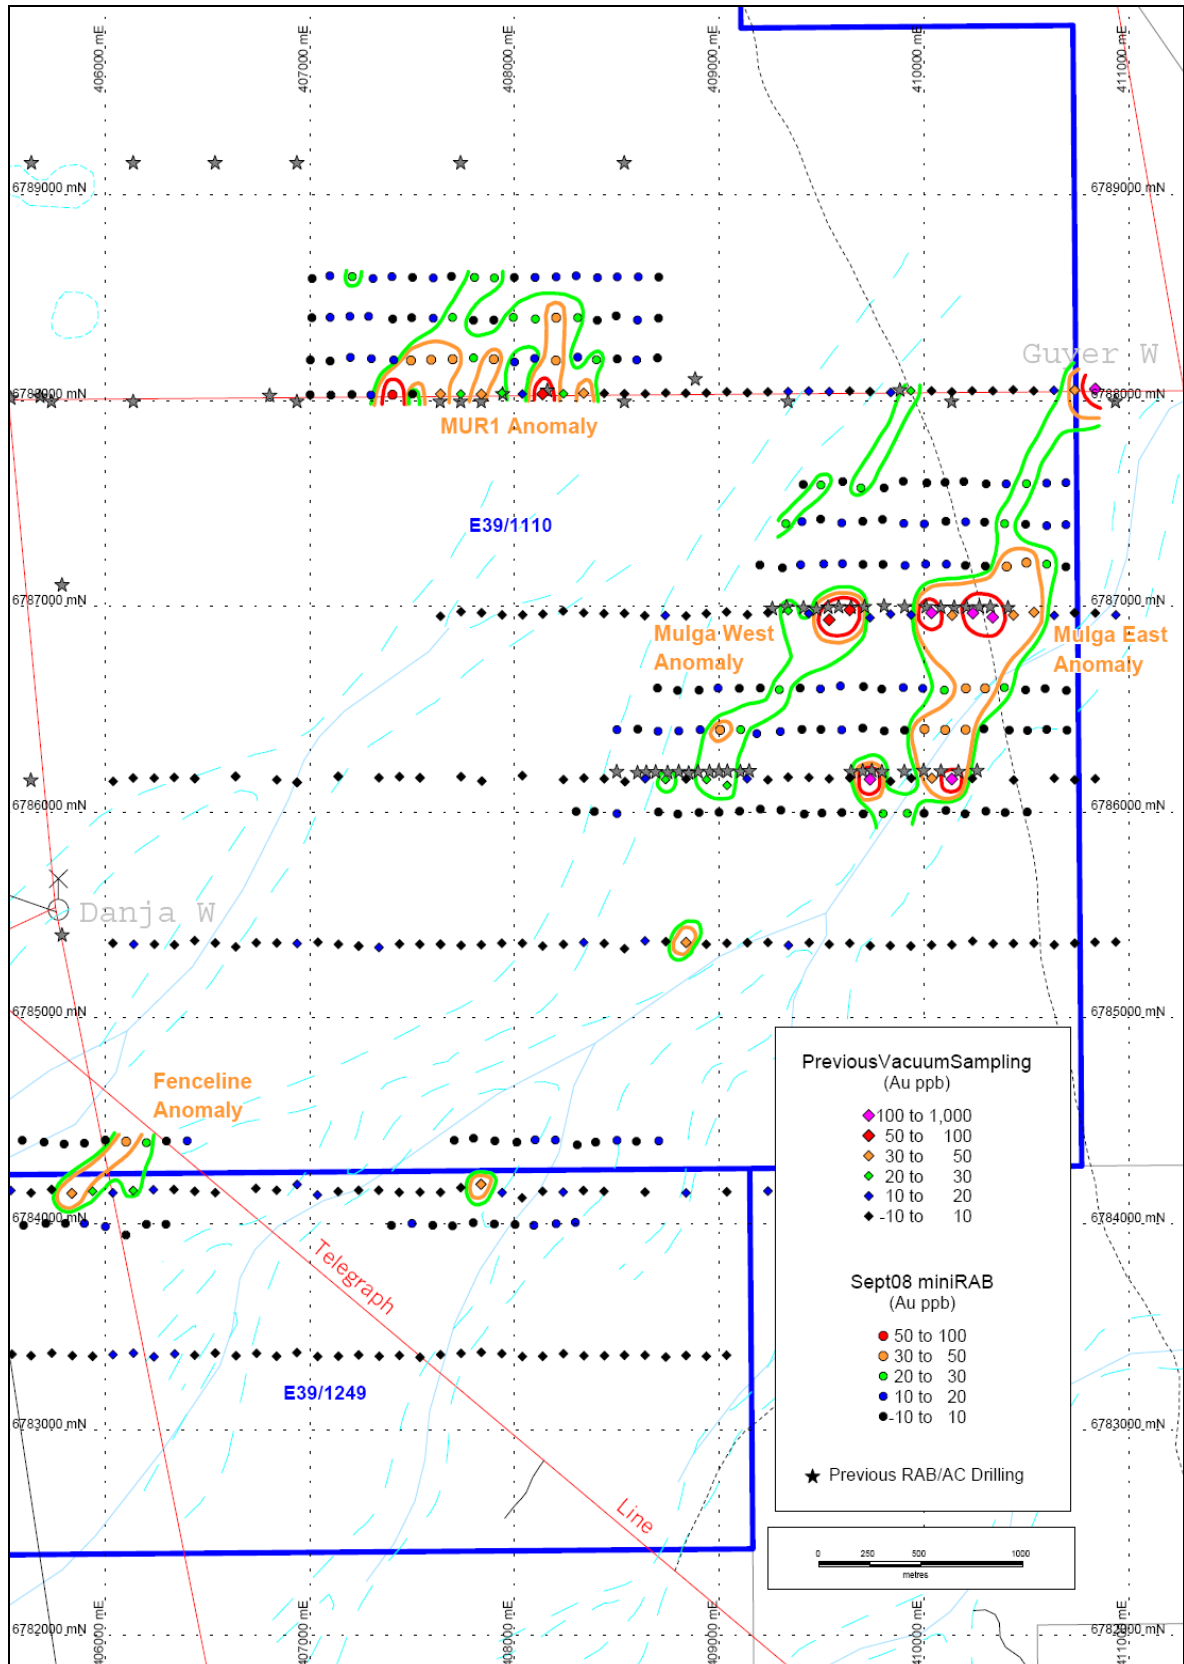 406000 mE
407000 mE
408000 mE
409000 mE
410000 mE
411000 mE
6789000 mN
6789000 mN
Guyer W
6788000 mN
6788000 mN
MUR1 Anomaly
E39/1110
6787000 mN
6787000 mN
Mulga West
Anomaly
Mulga East
Anomaly
6786000 mN
6786000 mN
Danja W
6785000 mN
Fenceline
Anomaly
PreviousVacuumSampling
(Au ppb)
100 to 1,000
50 to 100
30 to 50
20 to 30
10 to 20
-10 to 10
6784000 mN
6784000 mN
Telegraph
Sept08 miniRAB
(Au ppb)
50 to 100
30 to 50
20 to 30
10 to 20
-10 to 10
E39/1249
6783000 mN
6783000 mN
Previous RAB/AC Drilling
Line
0 250 500 1000
metres
6782000 mN
6782000 mN
406000 mE
407000 mE
408000 mE
409000 mE
410000 mE
411000 mE